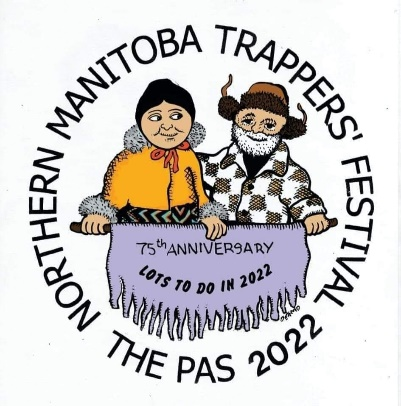 NORTHERN MANITOBA TRAPPERS' FESTIVAL
THE PAS 2022
75th ANNIVERSARY
LOTS TO DO IN 2022